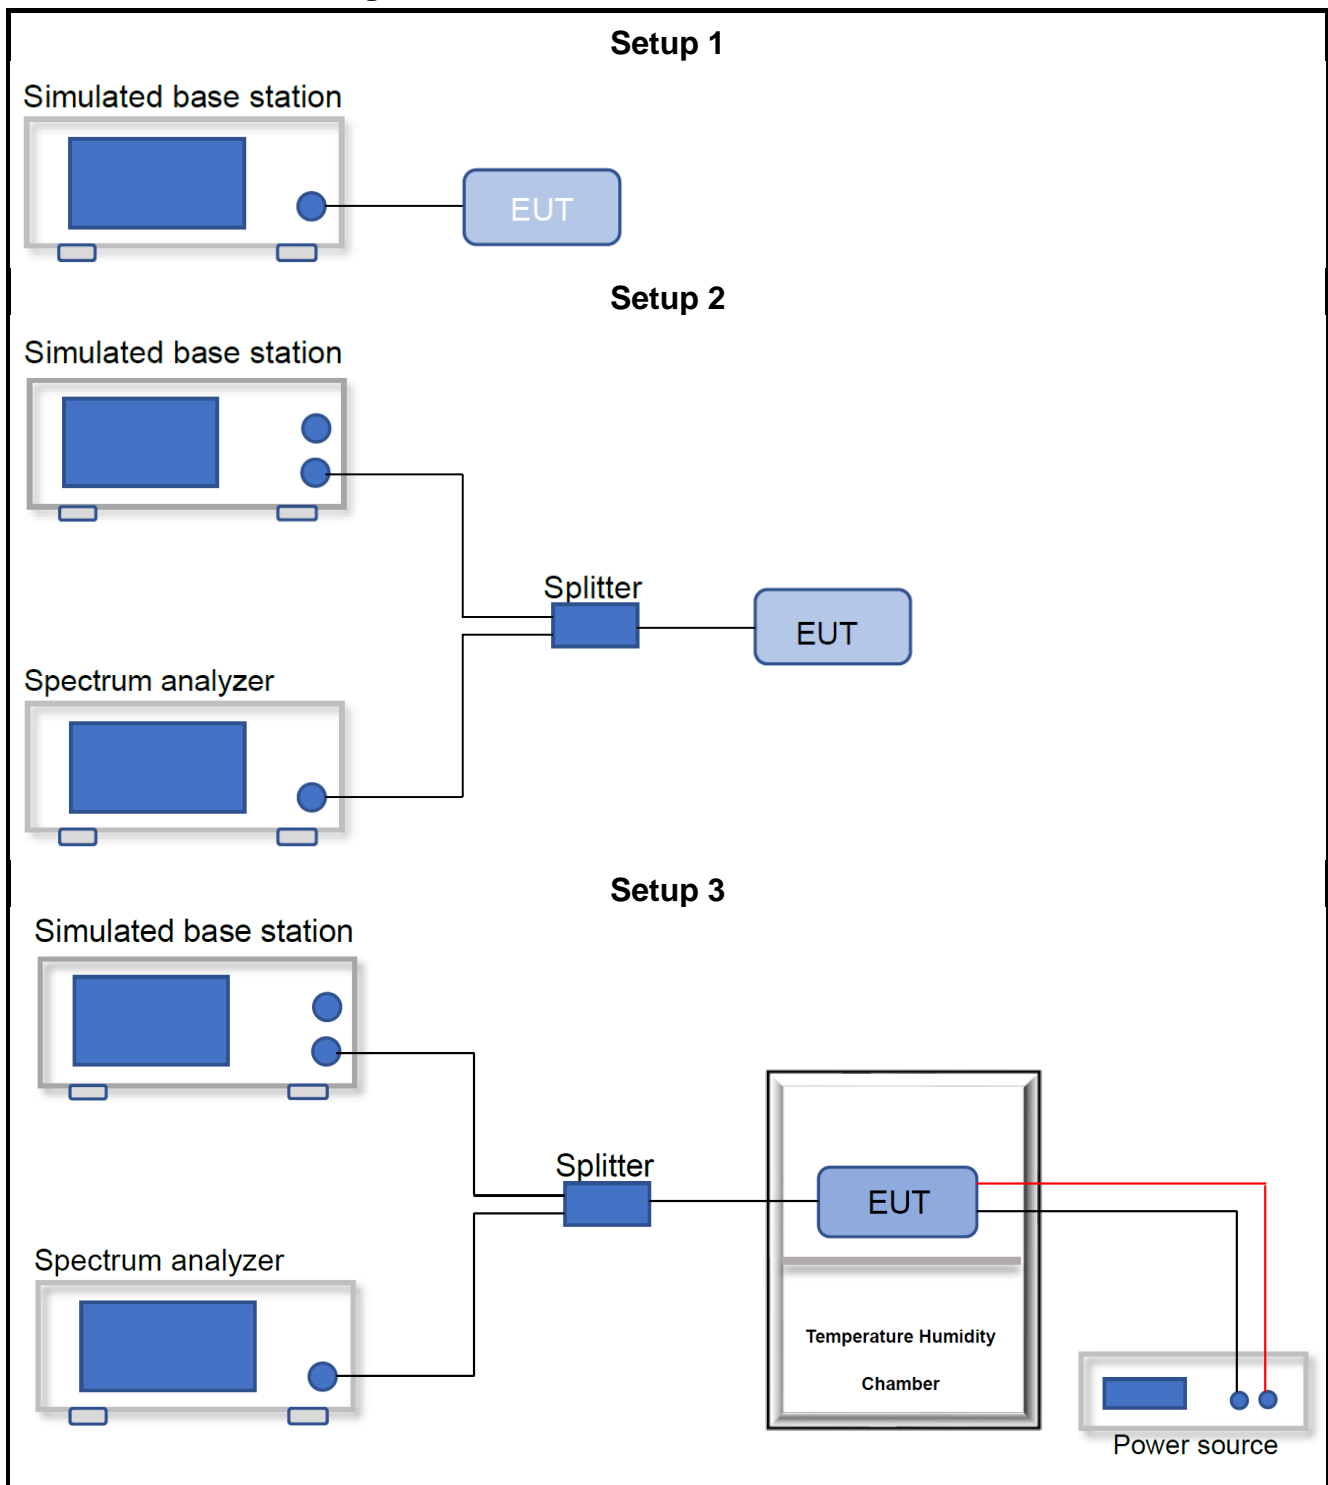 Setup 1
Simulated base station
EUT
Setup 2
Simulated base station
Splitter
EUT
Spectrum analyzer
Setup 3
Simulated base station
Splitter
EUT
Spectrum analyzer
Temperature Humidity
Chamber
Power source